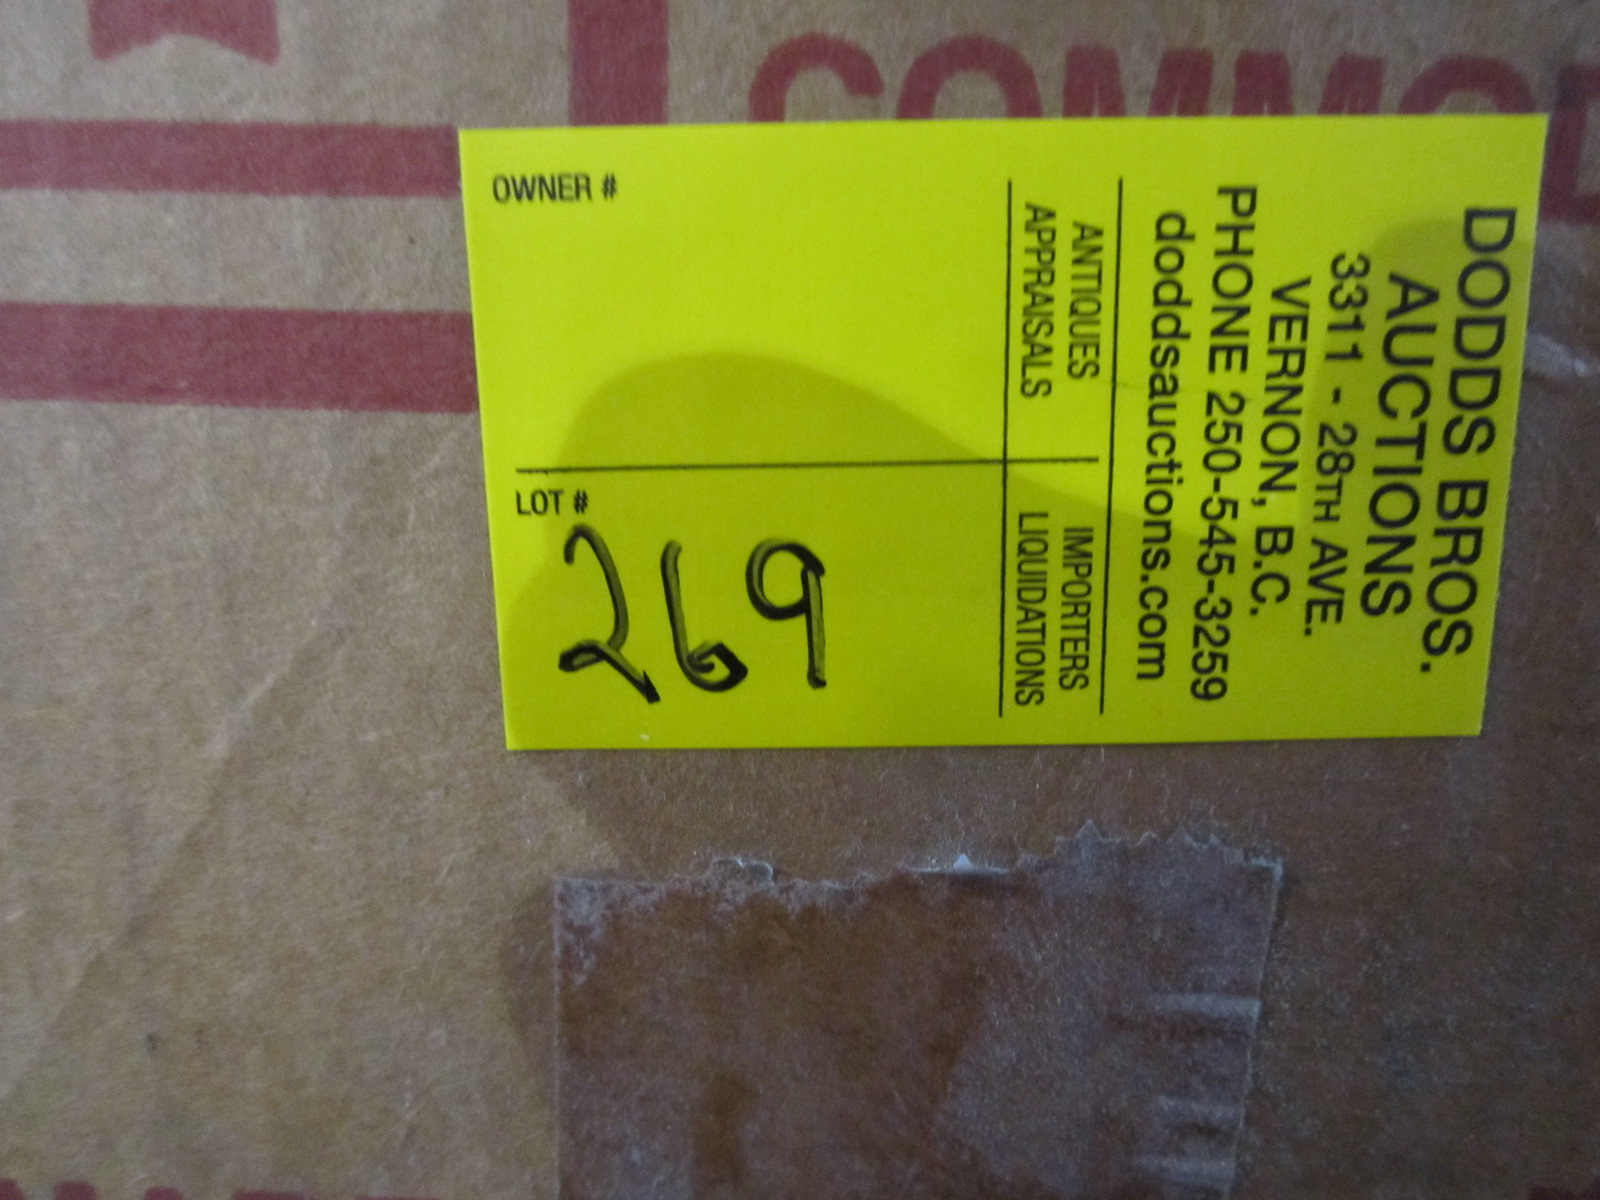 COMMO
DODDS BROS.
AUCTIONS
3311 - 28TH AVE.
VERNON, B.C.
PHONE 250-545-3259
doddsauctions.com
ANTIQUES
APPRAISALS
IMPORTERS
LIQUIDATIONS
OWNER #
LOT #
269